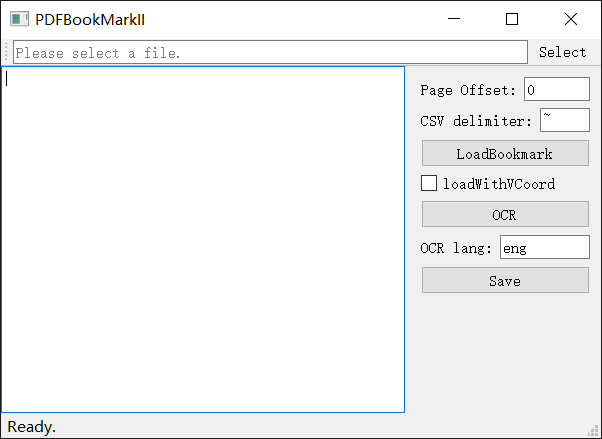 PDFBookMarkII
Please select a file. Select
Page Offset: 0
CSV delimiter: ~
LoadBookmark
loadWithVCoord
OCR
OCR lang: eng
Save
Ready.